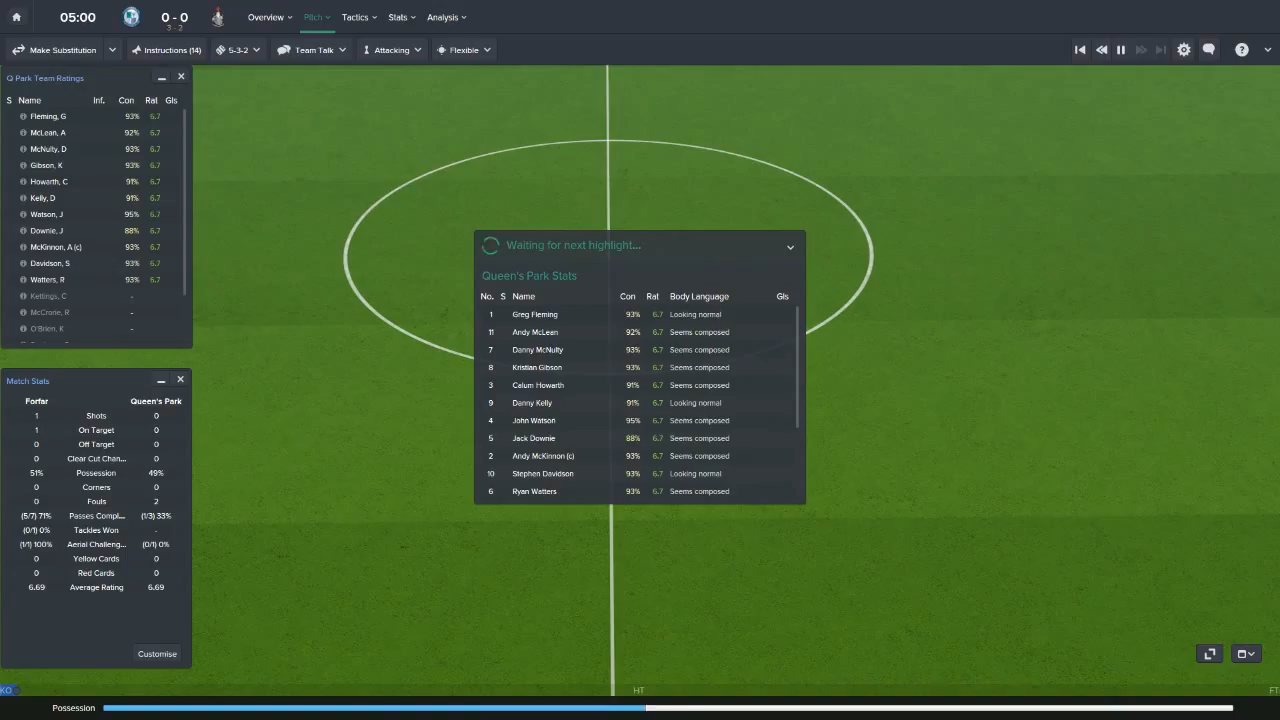 05:00 0 - 0 Overview Pitch Tactics Stats Analysis
3 - 2
Make Substitution Instructions (14) 5-3-2 Team Talk Attacking Flexible ?
Q Park Team Ratings
S Name Inf. Con Rat Gls
Fleming, G 93% 6.7
McLean, A 92% 6.7
McNulty, D 93% 6.7
Gibson, K 93% 6.7
Howarth, C 91% 6.7
Kelly, D 91% 6.7
Watson, J 95% 6.7
Downie, J 88% 6.7
McKinnon, A (c) 93% 6.7
Davidson, S 93% 6.7
Watters, R 93% 6.7
Kettings, C -
McCrorie, R -
O'Brien, K -
Waiting for next highlight...
Queen's Park Stats
No. S Name Con Rat Body Language Gls
1 Greg Fleming 93% 6.7 Looking normal
11 Andy McLean 92% 6.7 Seems composed
7 Danny McNulty 93% 6.7 Seems composed
8 Kristian Gibson 93% 6.7 Seems composed
3 Calum Howarth 91% 6.7 Seems composed
9 Danny Kelly 91% 6.7 Looking normal
4 John Watson 95% 6.7 Seems composed
5 Jack Downie 88% 6.7 Seems composed
2 Andy McKinnon (c) 93% 6.7 Seems composed
10 Stephen Davidson 93% 6.7 Looking normal
6 Ryan Watters 93% 6.7 Seems composed
Match Stats
Forfar Queen's Park
1 Shots 0
1 On Target 0
0 Off Target 0
0 Clear Cut Chan... 0
51% Possession 49%
0 Corners 0
0 Fouls 2
(5/7) 71% Passes Compl... (1/3) 33%
(0/1) 0% Tackles Won -
(1/1) 100% Aerial Challeng... (0/1) 0%
0 Yellow Cards 0
0 Red Cards 0
6.69 Average Rating 6.69
Customise
KO HT FT
Possession